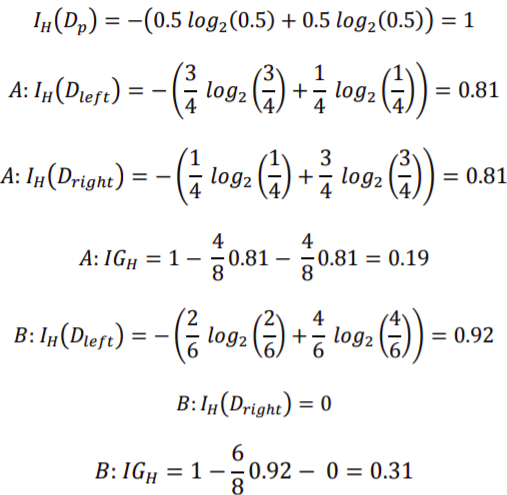 I_H(D_p) = −(0.5 log_2(0.5) + 0.5 log_2(0.5)) = 1
A: I_H(D_left) = −(3/4 log_2(3/4) + 1/4 log_2(1/4)) = 0.81
A: I_H(D_right) = −(1/4 log_2(1/4) + 3/4 log_2(3/4)) = 0.81
A: IG_H = 1 − 4/8 0.81 − 4/8 0.81 = 0.19
B: I_H(D_left) = −(2/6 log_2(2/6) + 4/6 log_2(4/6)) = 0.92
B: I_H(D_right) = 0
B: IG_H = 1 − 6/8 0.92 − 0 = 0.31